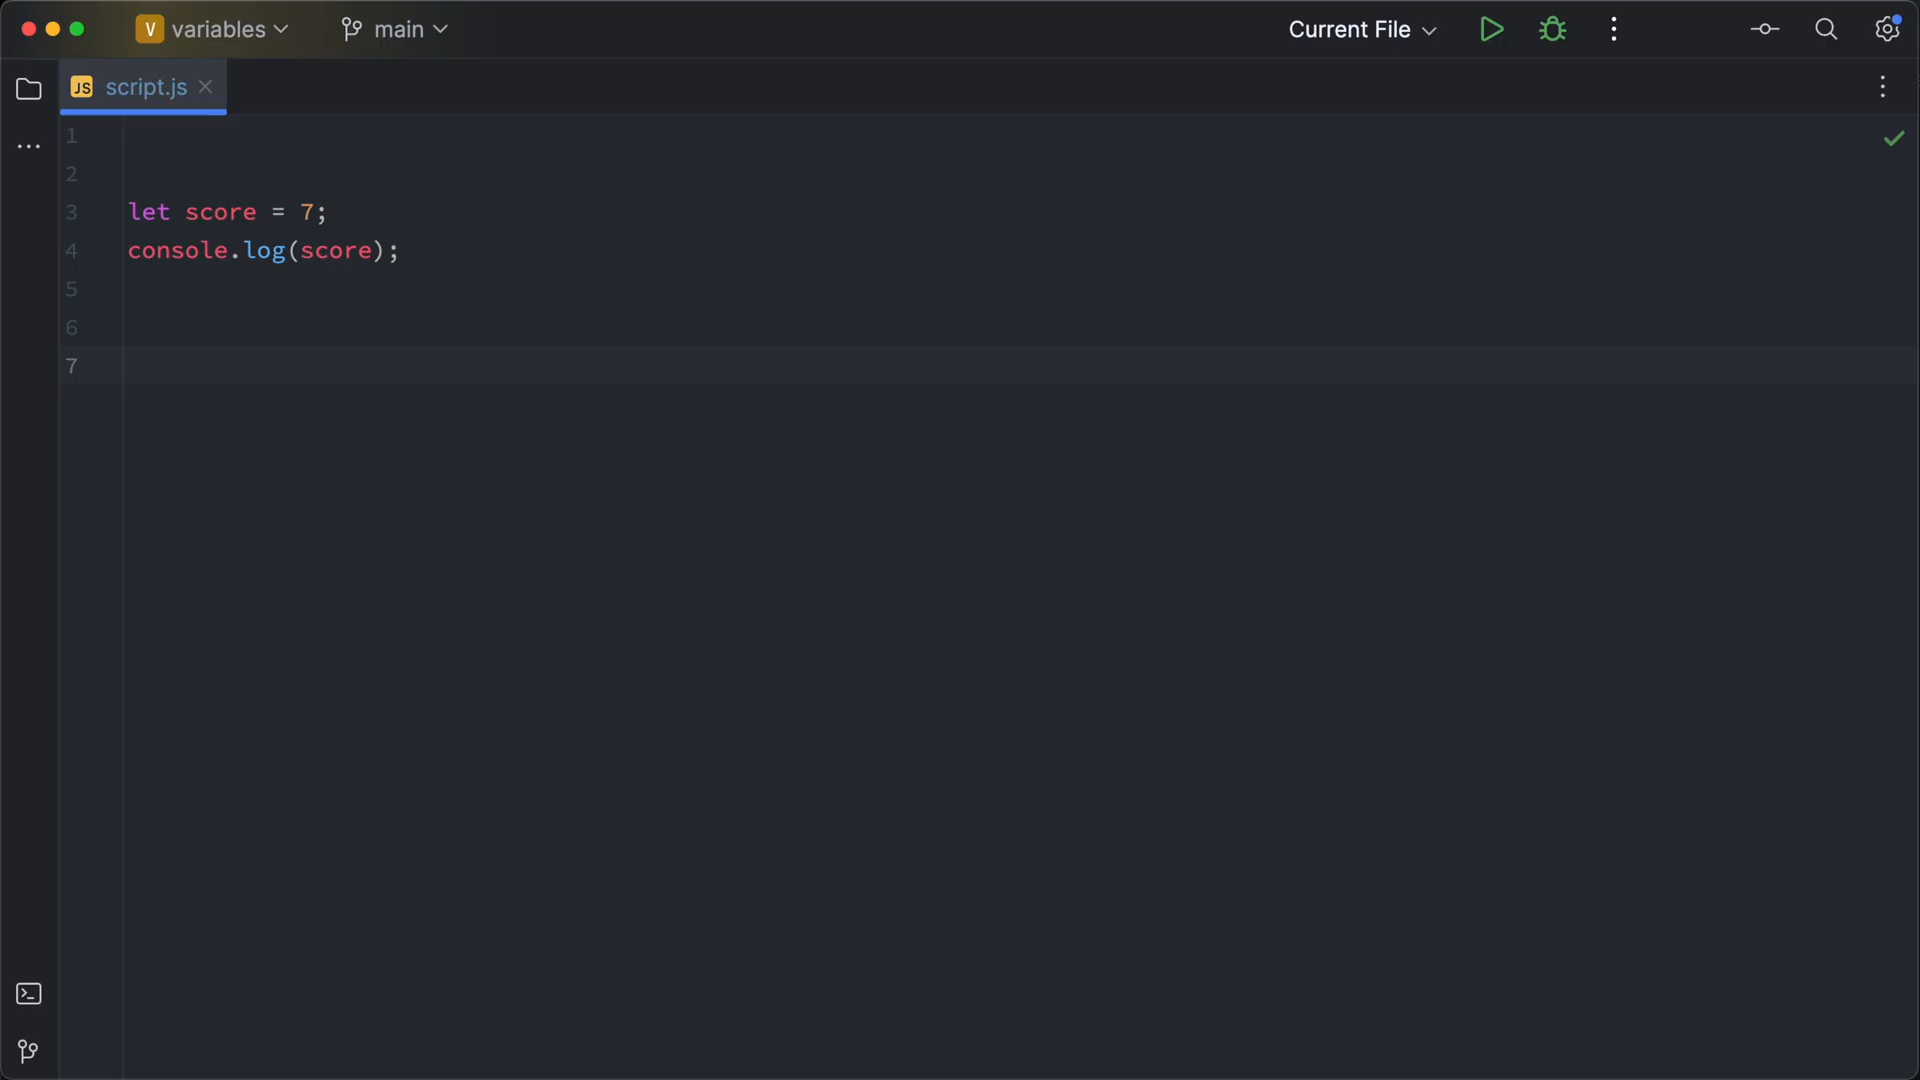 V variables main Current File
JS script.js
1
2
3 let score = 7;
4 console.log(score);
5
6
7